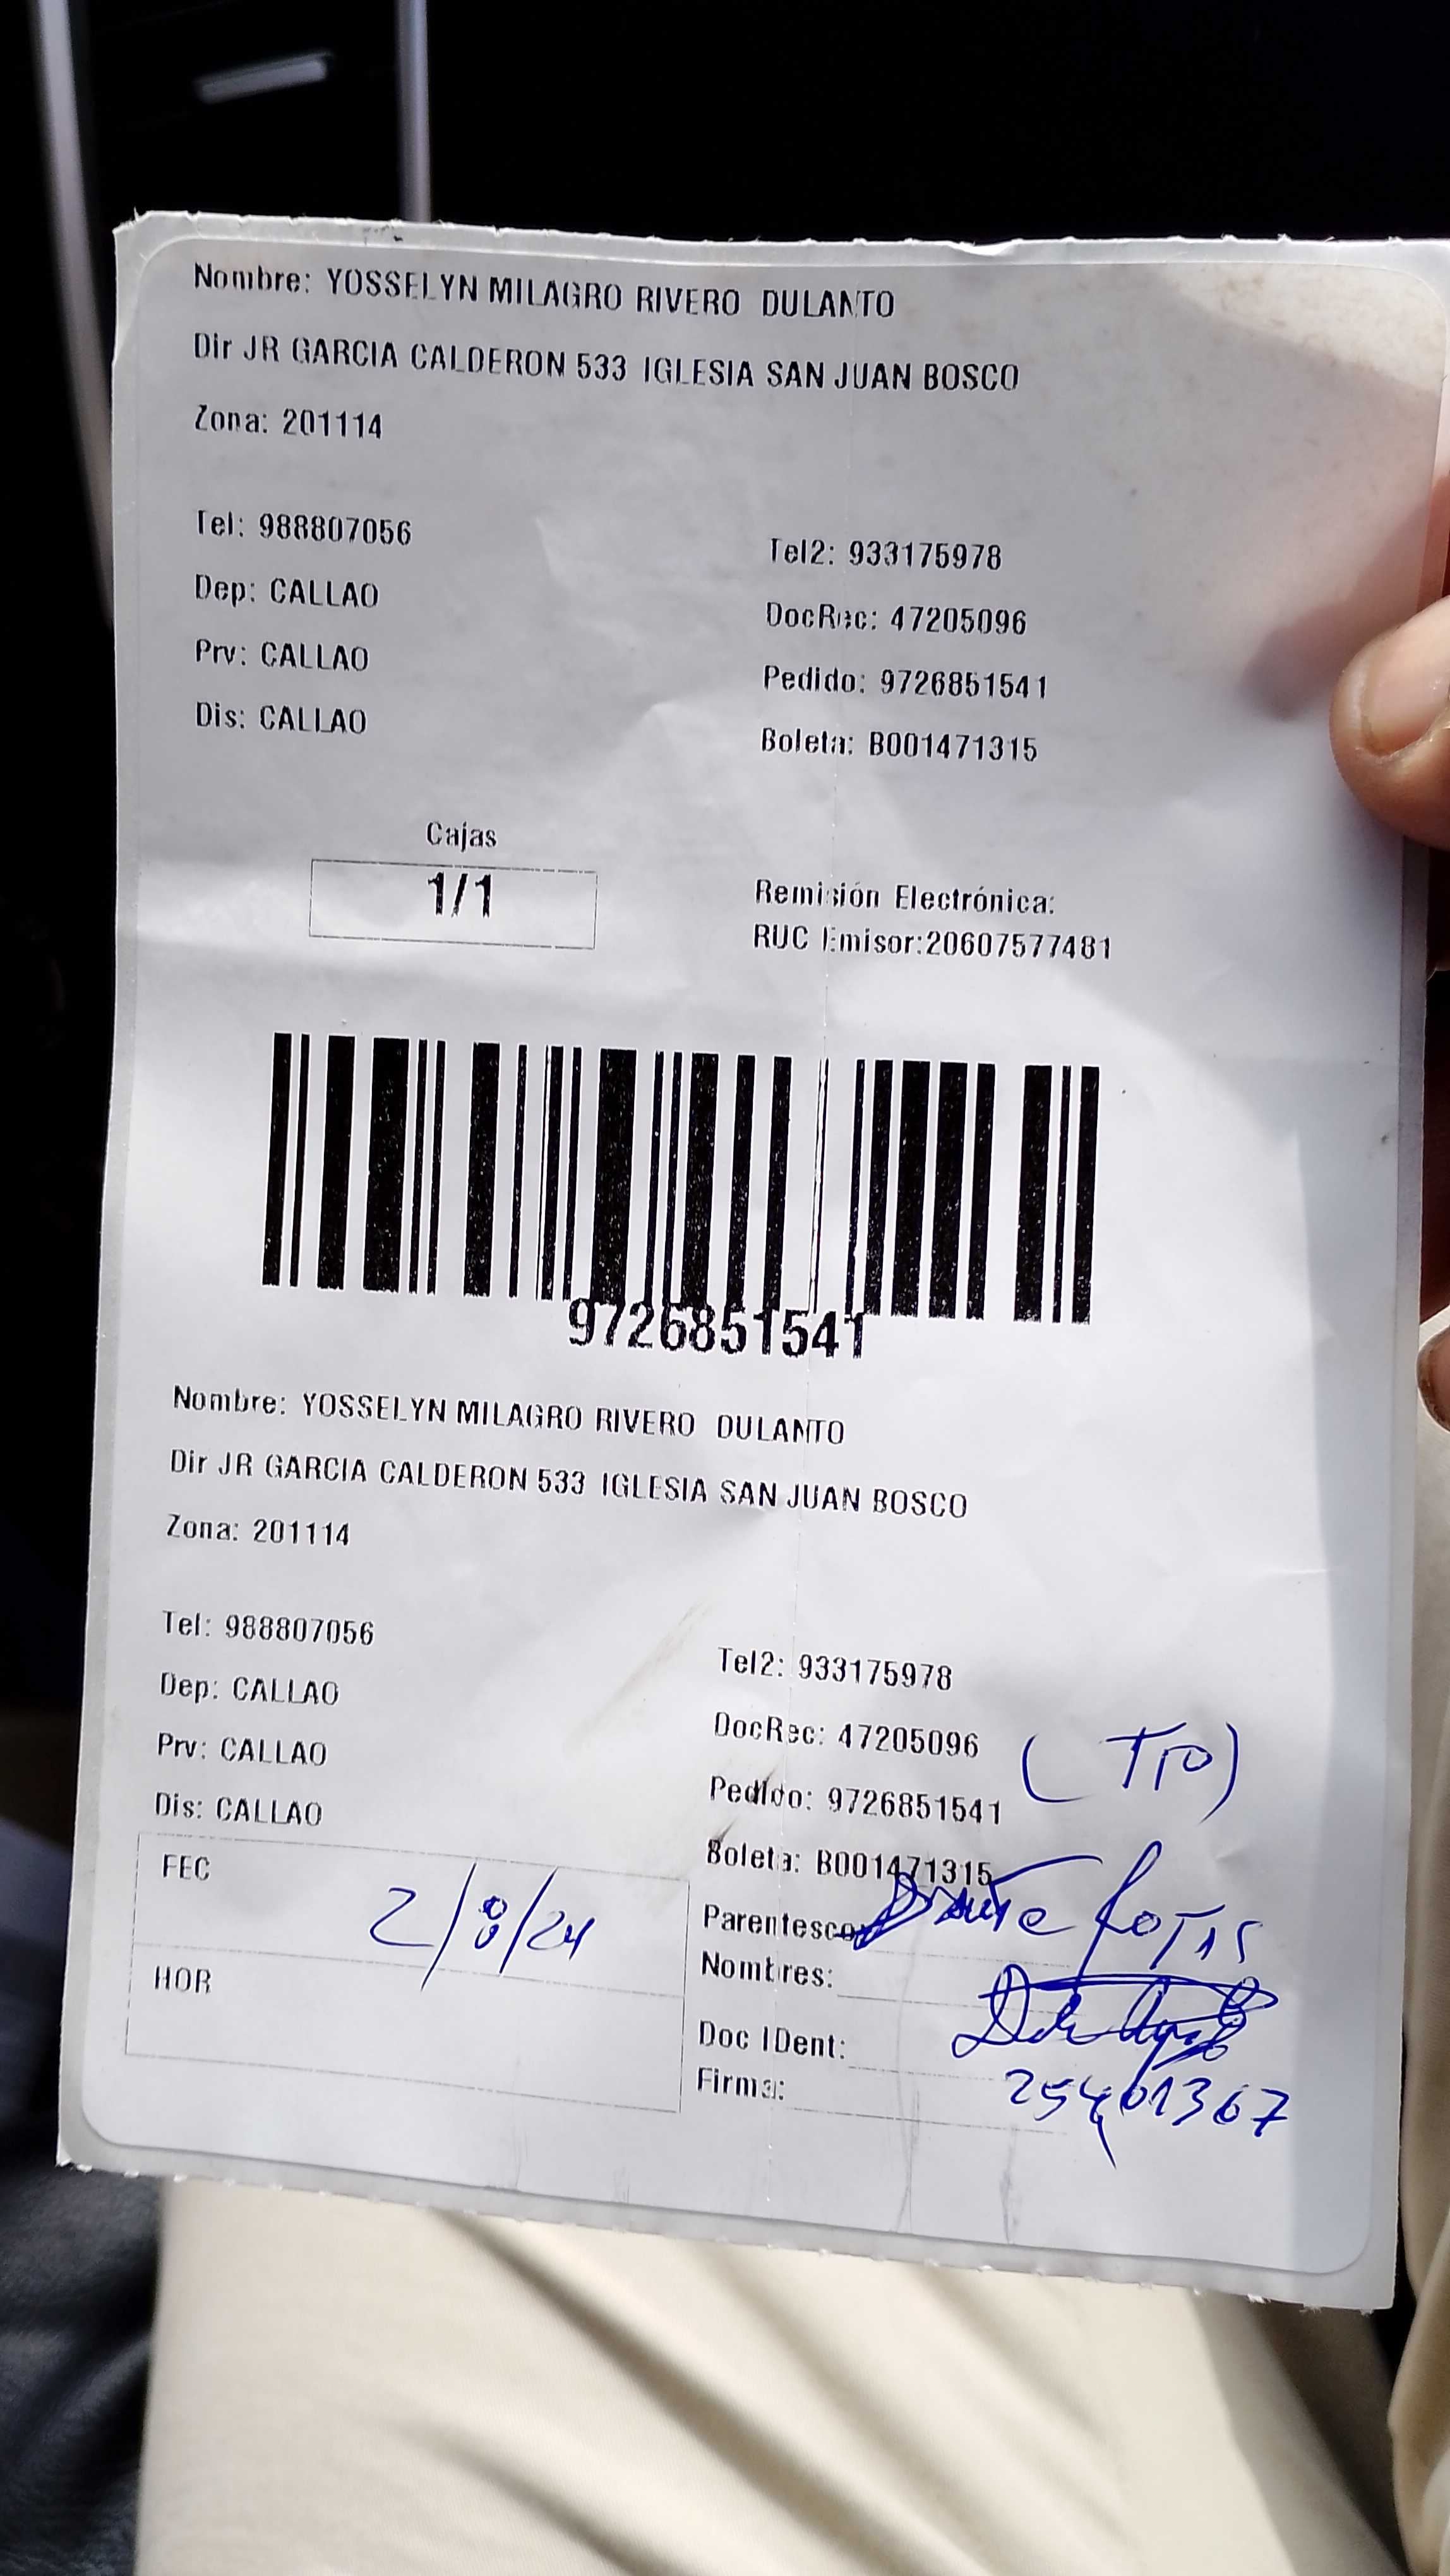 Nombre: YOSSELYN MILAGRO RIVERO DULANTO
Dir JR GARCIA CALDERON 533 IGLESIA SAN JUAN BOSCO
Zona: 201114
Tel: 988807056
Tel2: 933175978
Dep: CALLAO
DocRec: 47205096
Prv: CALLAO
Pedido: 9726851541
Dis: CALLAO
Boleta: B001471315
Cajas
1/1
Remisión Electrónica:
RUC Emisor:20607577481
9726851541
Nombre: YOSSELYN MILAGRO RIVERO DULANTO
Dir JR GARCIA CALDERON 533 IGLESIA SAN JUAN BOSCO
Zona: 201114
Tel: 988807056
Tel2: 933175978
Dep: CALLAO
DocRec: 47205096 (TIO)
Prv: CALLAO
Pedido: 9726851541
Dis: CALLAO
Boleta: B001471315
FEC 2/8/24
Parentesco:
Nombres:
HOR
Doc IDent:
Firma: 25401367